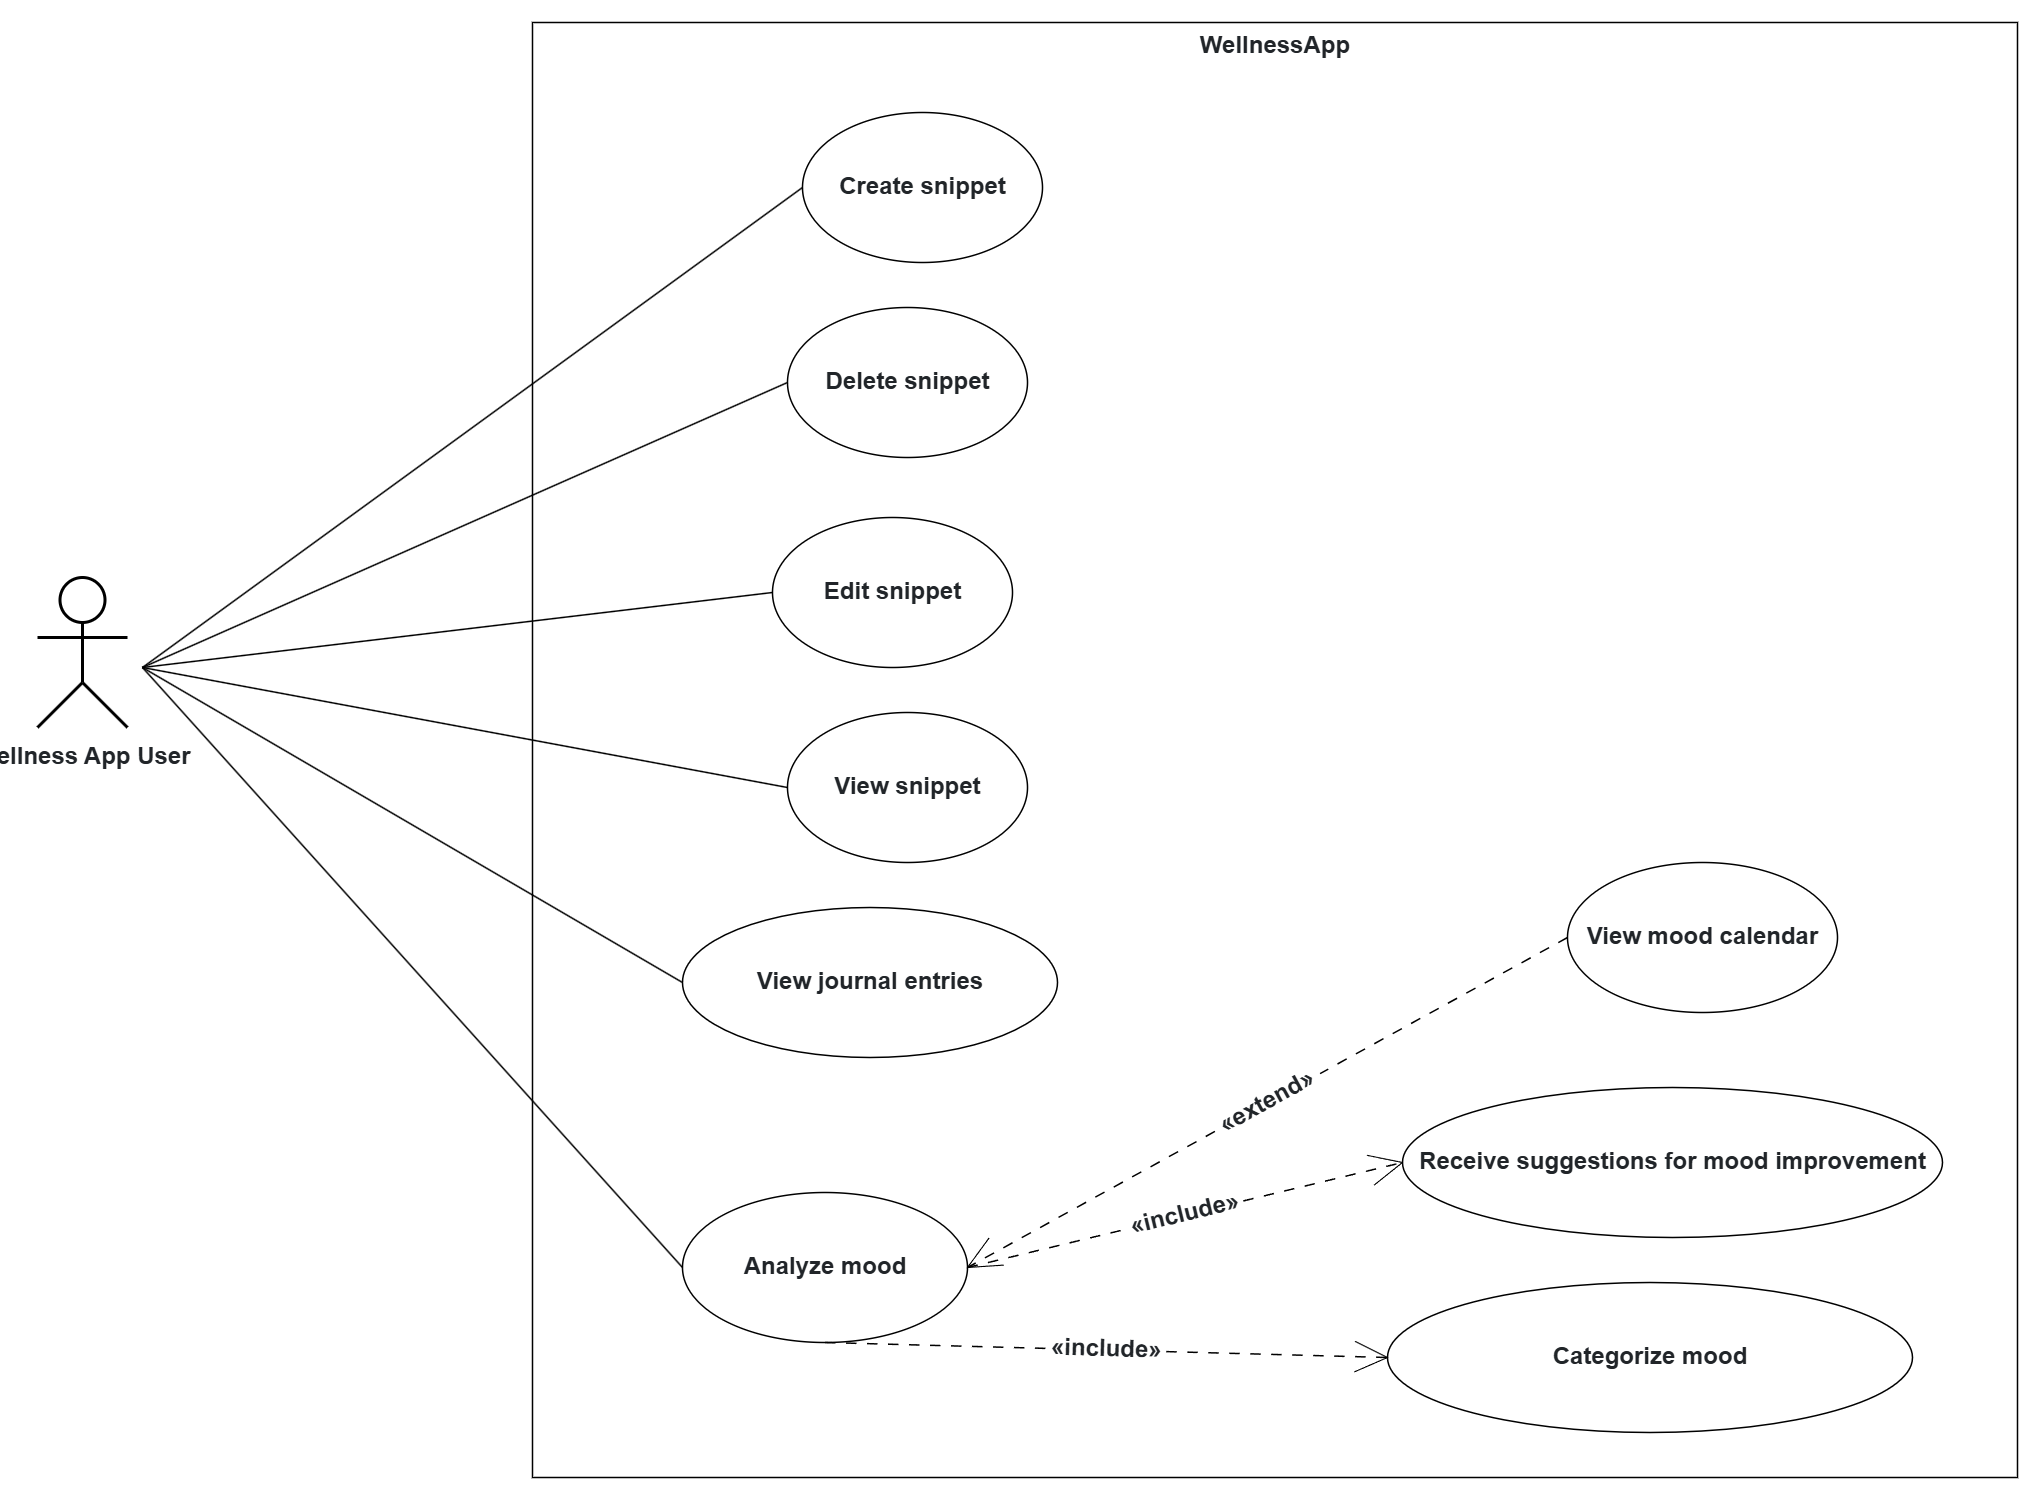 WellnessApp
Create snippet
Delete snippet
Edit snippet
ellness App User
View snippet
View mood calendar
View journal entries
«extend»
Receive suggestions for mood improvement
«include»
Analyze mood
«include»
Categorize mood